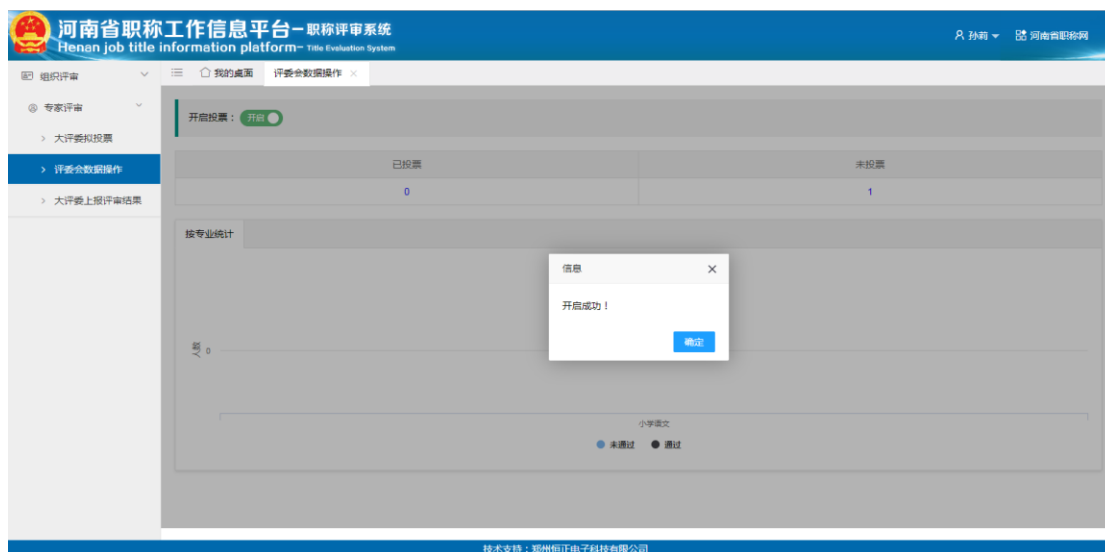 河南省职称工作信息平台－职称评审系统
Henan job title information platform- Title Evaluation System
孙莉
河南省职称网
组织评审
我的桌面
评委会数据操作
专家评审
开启投票：
开启
大评委拟投票
评委会数据操作
已投票
未投票
0
1
大评委上报评审结果
按专业统计
信息
开启成功！
确定
人数
0
小学语文
未通过
通过
技术支持：郑州恒正电子科技有限公司